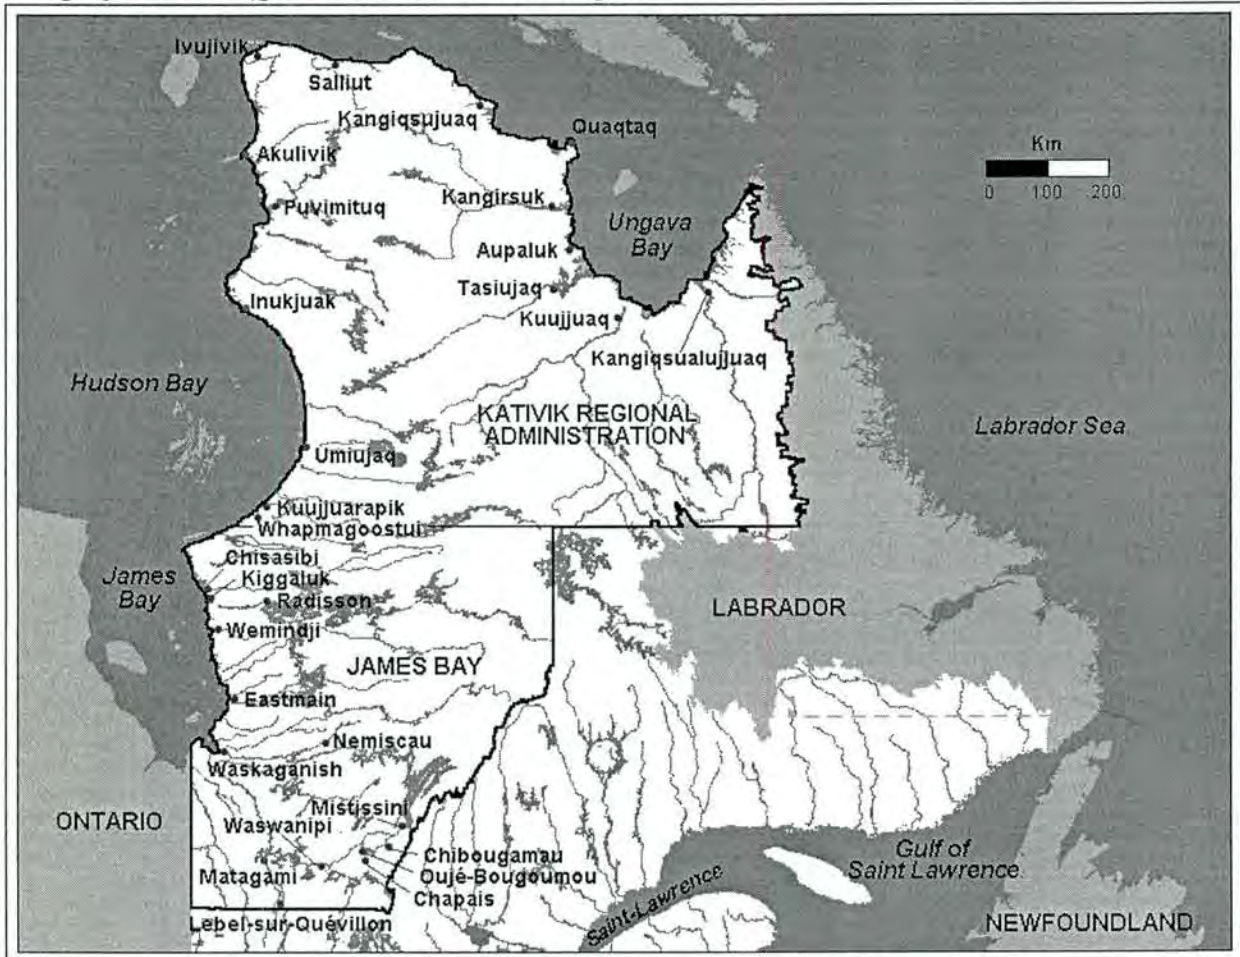 Ivujivik
Salliut
Kangiqsujuaq
Quaqtaq
Km
0 100 200
Akulivik
Puvimituq
Kangirsuk
Ungava
Bay
Aupaluk
Tasiujaq
Inukjuak
Kuujjuaq
Kangiqsualujjuaq
Hudson Bay
KATIVIK REGIONAL
ADMINISTRATION
Labrador Sea
Umiujaq
Kuujjuarapik
Whapmagoostui
Chisasibi
James
Bay
Kiggaluk
Radisson
LABRADOR
Wemindji
JAMES BAY
Eastmain
Nemiscau
Waskaganish
Mistissini
ONTARIO
Waswanipi
Chibougamau
Gulf of
Saint Lawrence
Oujé-Bougoumou
Matagami
Chapais
Saint-Lawrence
Lebel-sur-Quévillon
NEWFOUNDLAND